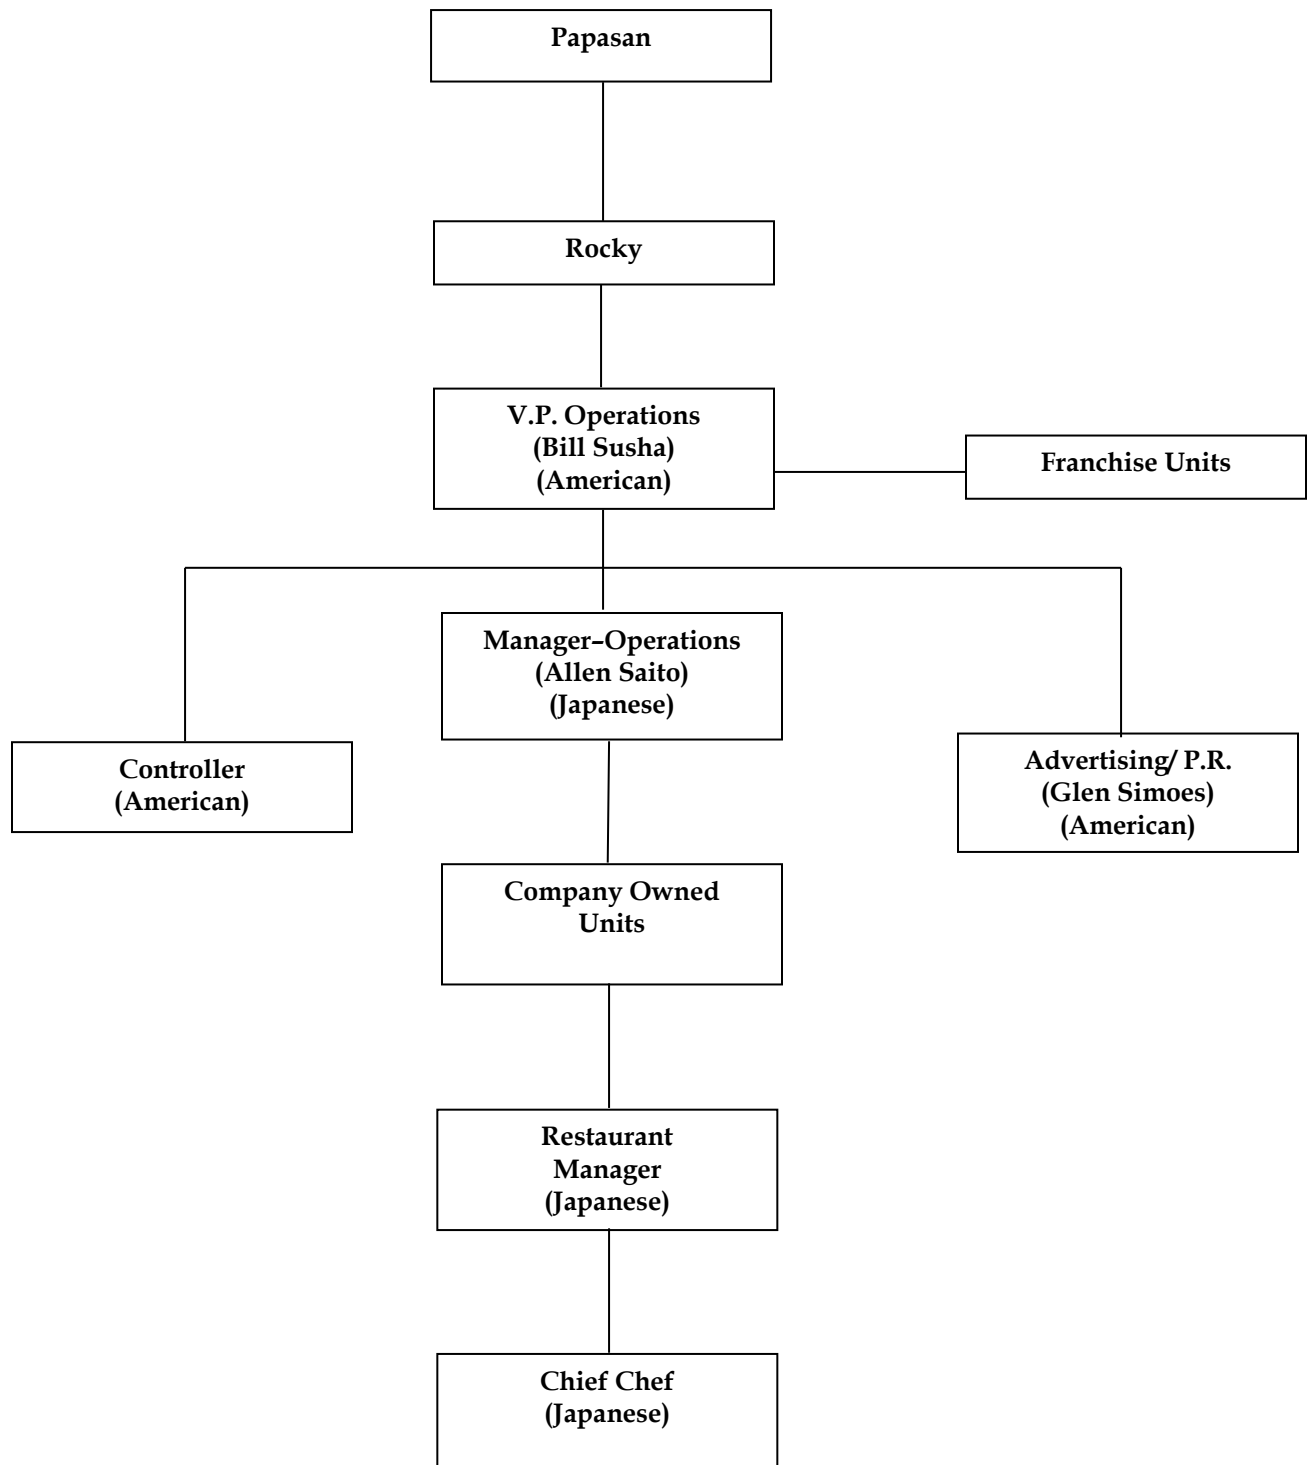 Papasan
Rocky
V.P. Operations
(Bill Susha)
(American)
Franchise Units
Manager–Operations
(Allen Saito)
(Japanese)
Controller
(American)
Advertising/ P.R.
(Glen Simoes)
(American)
Company Owned
Units
Restaurant
Manager
(Japanese)
Chief Chef
(Japanese)